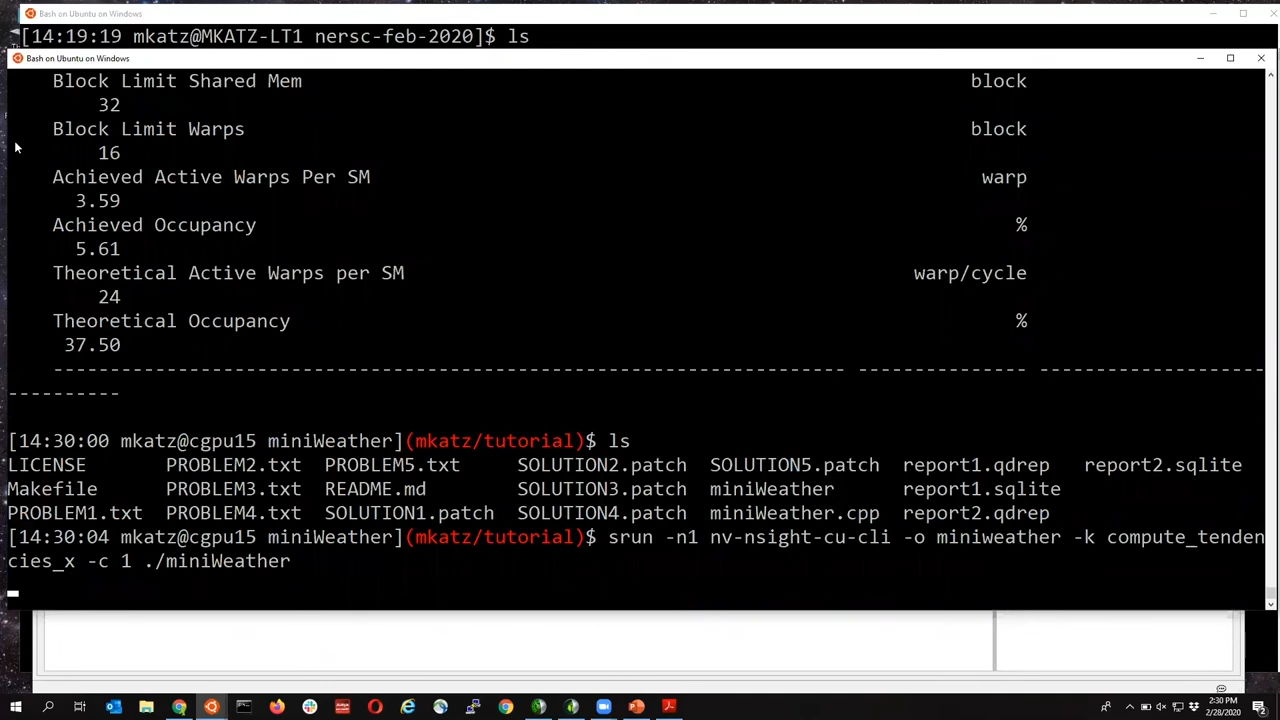 Bash on Ubuntu on Windows
[14:19:19 mkatz@MKATZ-LT1 nersc-feb-2020]$ ls
Bash on Ubuntu on Windows
Block Limit Shared Mem block
32
Block Limit Warps block
16
Achieved Active Warps Per SM warp
3.59
Achieved Occupancy %
5.61
Theoretical Active Warps per SM warp/cycle
24
Theoretical Occupancy %
37.50
--------------------------------------------------------------------- --------------- --------------------
----------
[14:30:00 mkatz@cgpu15 miniWeather](mkatz/tutorial)$ ls
LICENSE PROBLEM2.txt PROBLEM5.txt SOLUTION2.patch SOLUTION5.patch report1.qdrep report2.sqlite
Makefile PROBLEM3.txt README.md SOLUTION3.patch miniWeather report1.sqlite
PROBLEM1.txt PROBLEM4.txt SOLUTION1.patch SOLUTION4.patch miniWeather.cpp report2.qdrep
[14:30:04 mkatz@cgpu15 miniWeather](mkatz/tutorial)$ srun -n1 nv-nsight-cu-cli -o miniweather -k compute_tenden
cies_x -c 1 ./miniWeather
2:30 PM
2/28/2020